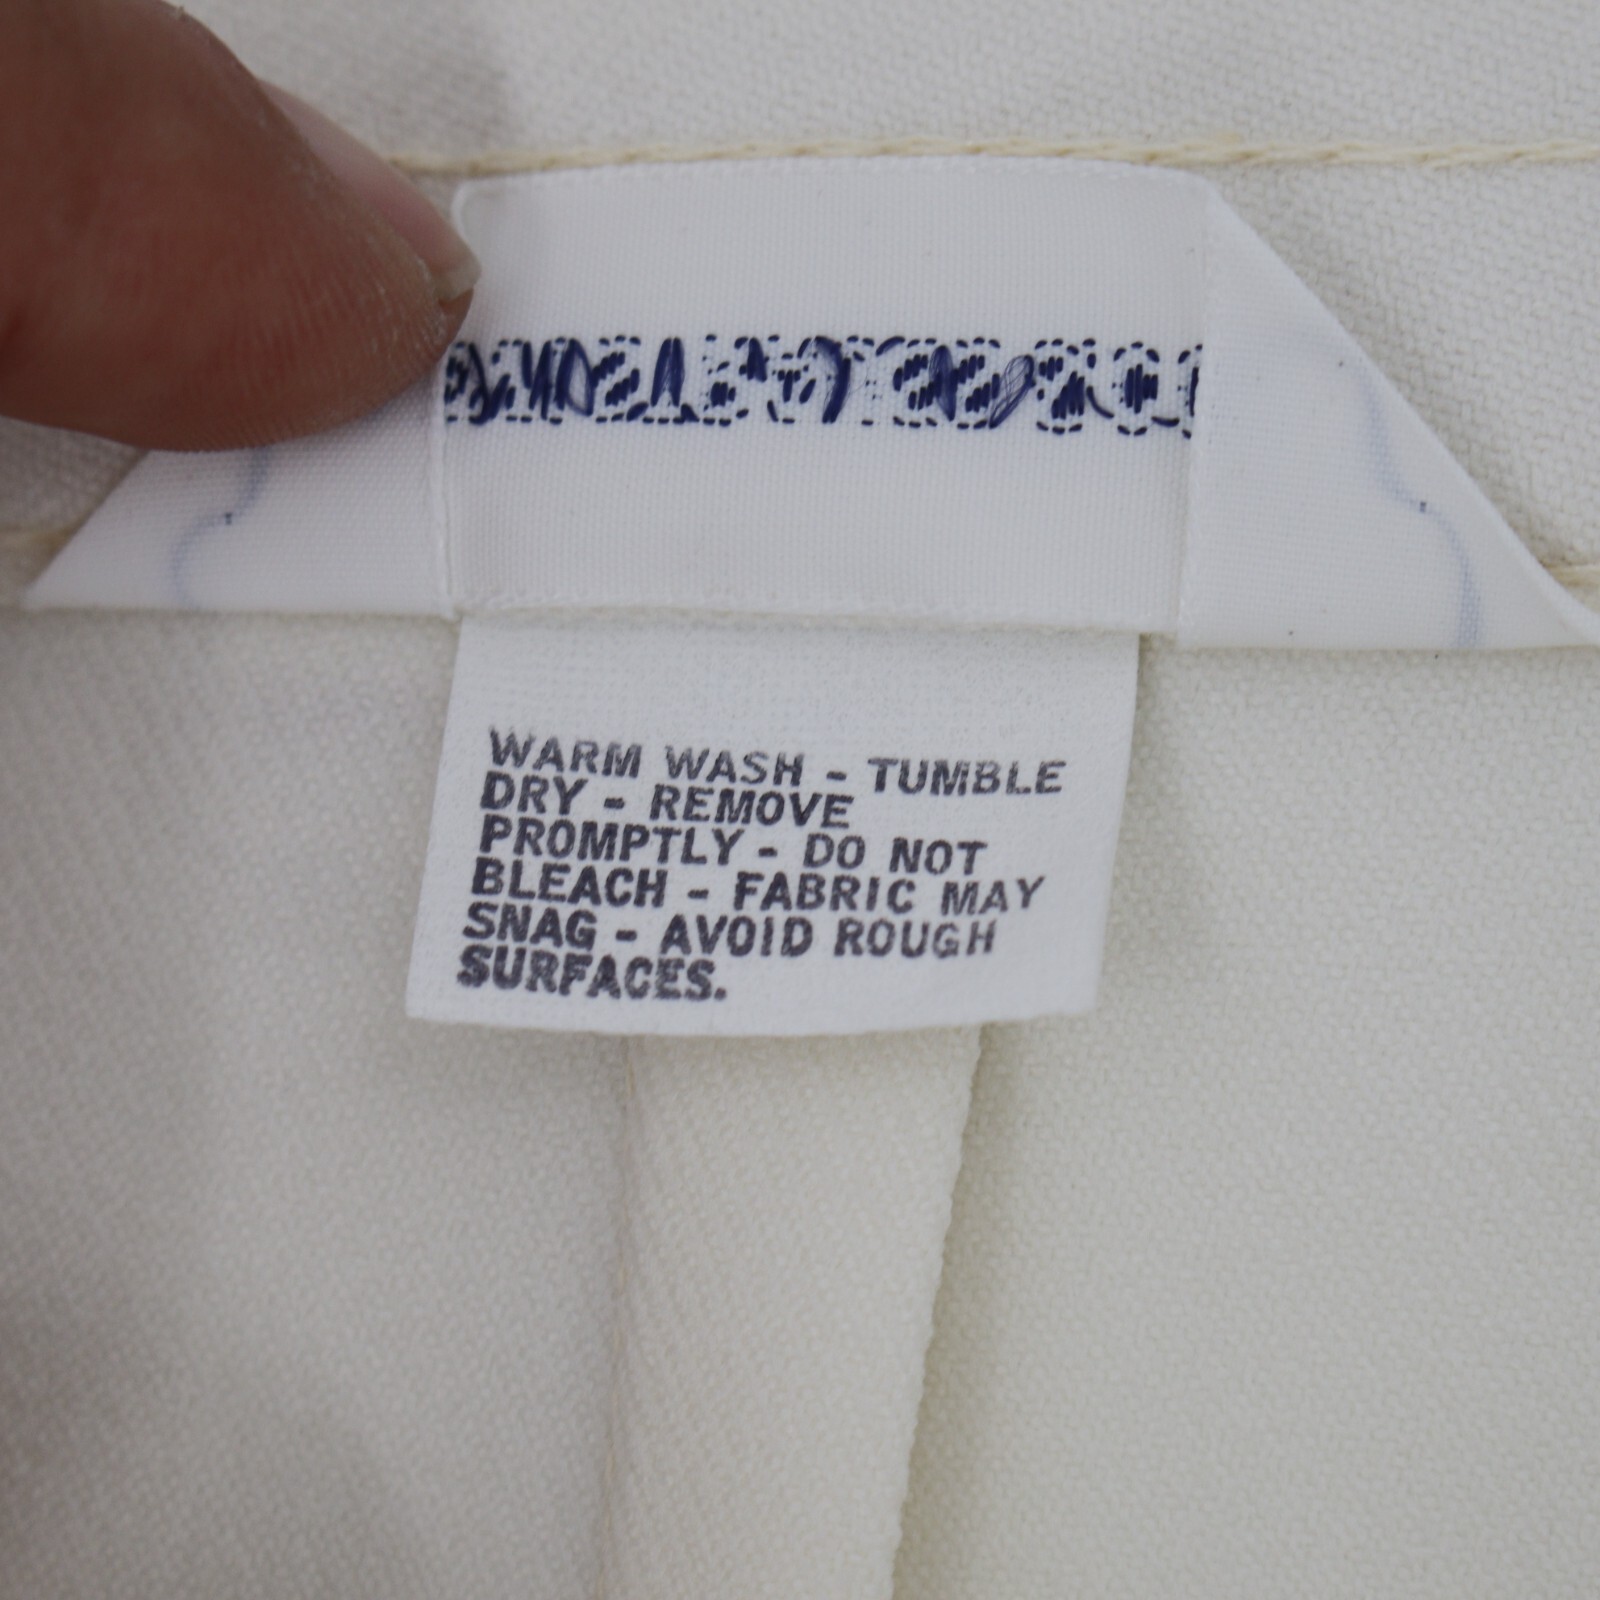 WARM WASH - TUMBLE
DRY - REMOVE
PROMPTLY - DO NOT
BLEACH - FABRIC MAY
SNAG - AVOID ROUGH
SURFACES.